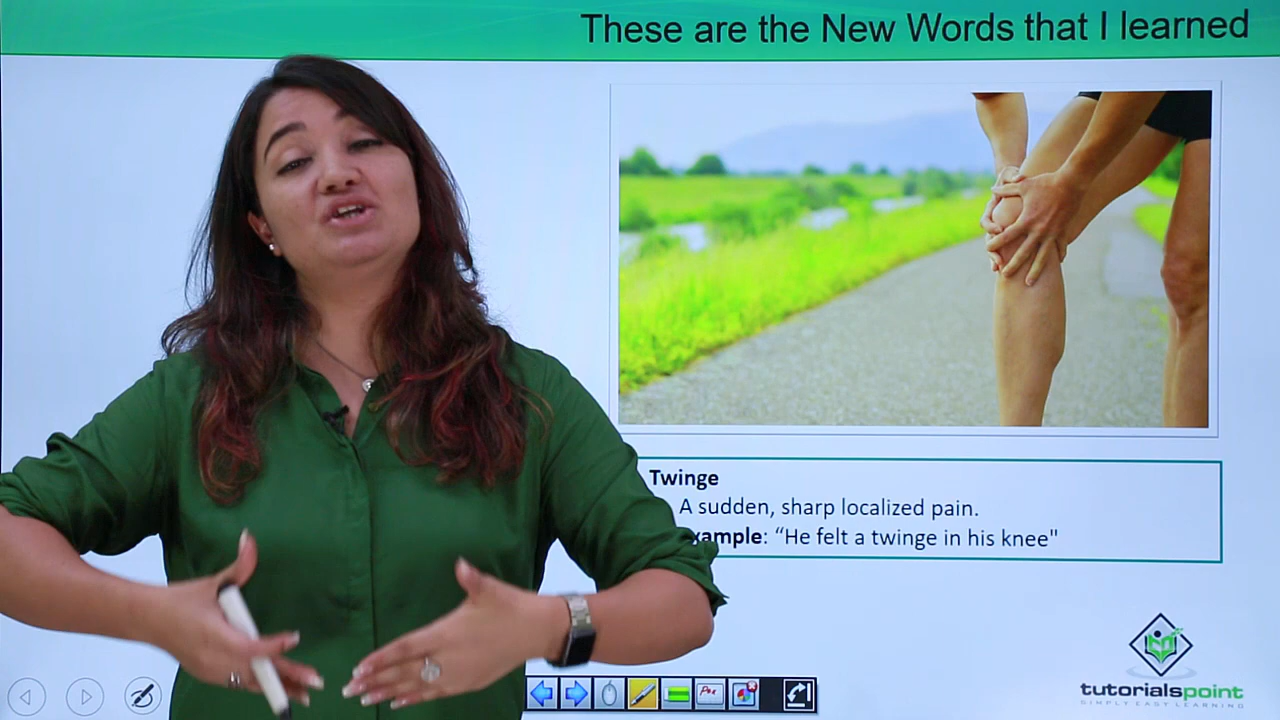 These are the New Words that I learned
Twinge
A sudden, sharp localized pain.
xample: “He felt a twinge in his knee"
tutorialspoint
SIMPLY EASY LEARNING